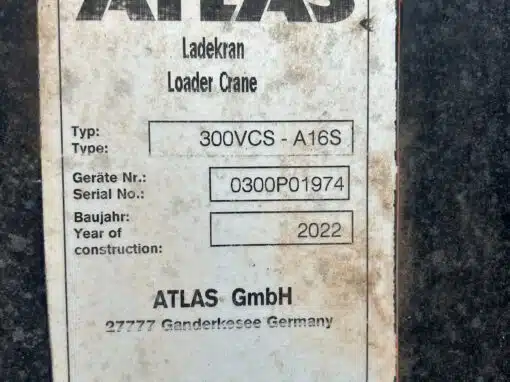 ATLAS
Ladekran
Loader Crane
Typ:
Type:
300VCS - A16S
Geräte Nr.:
Serial No.:
0300P01974
Baujahr:
Year of
construction:
2022
ATLAS GmbH
27777 Ganderkesee Germany